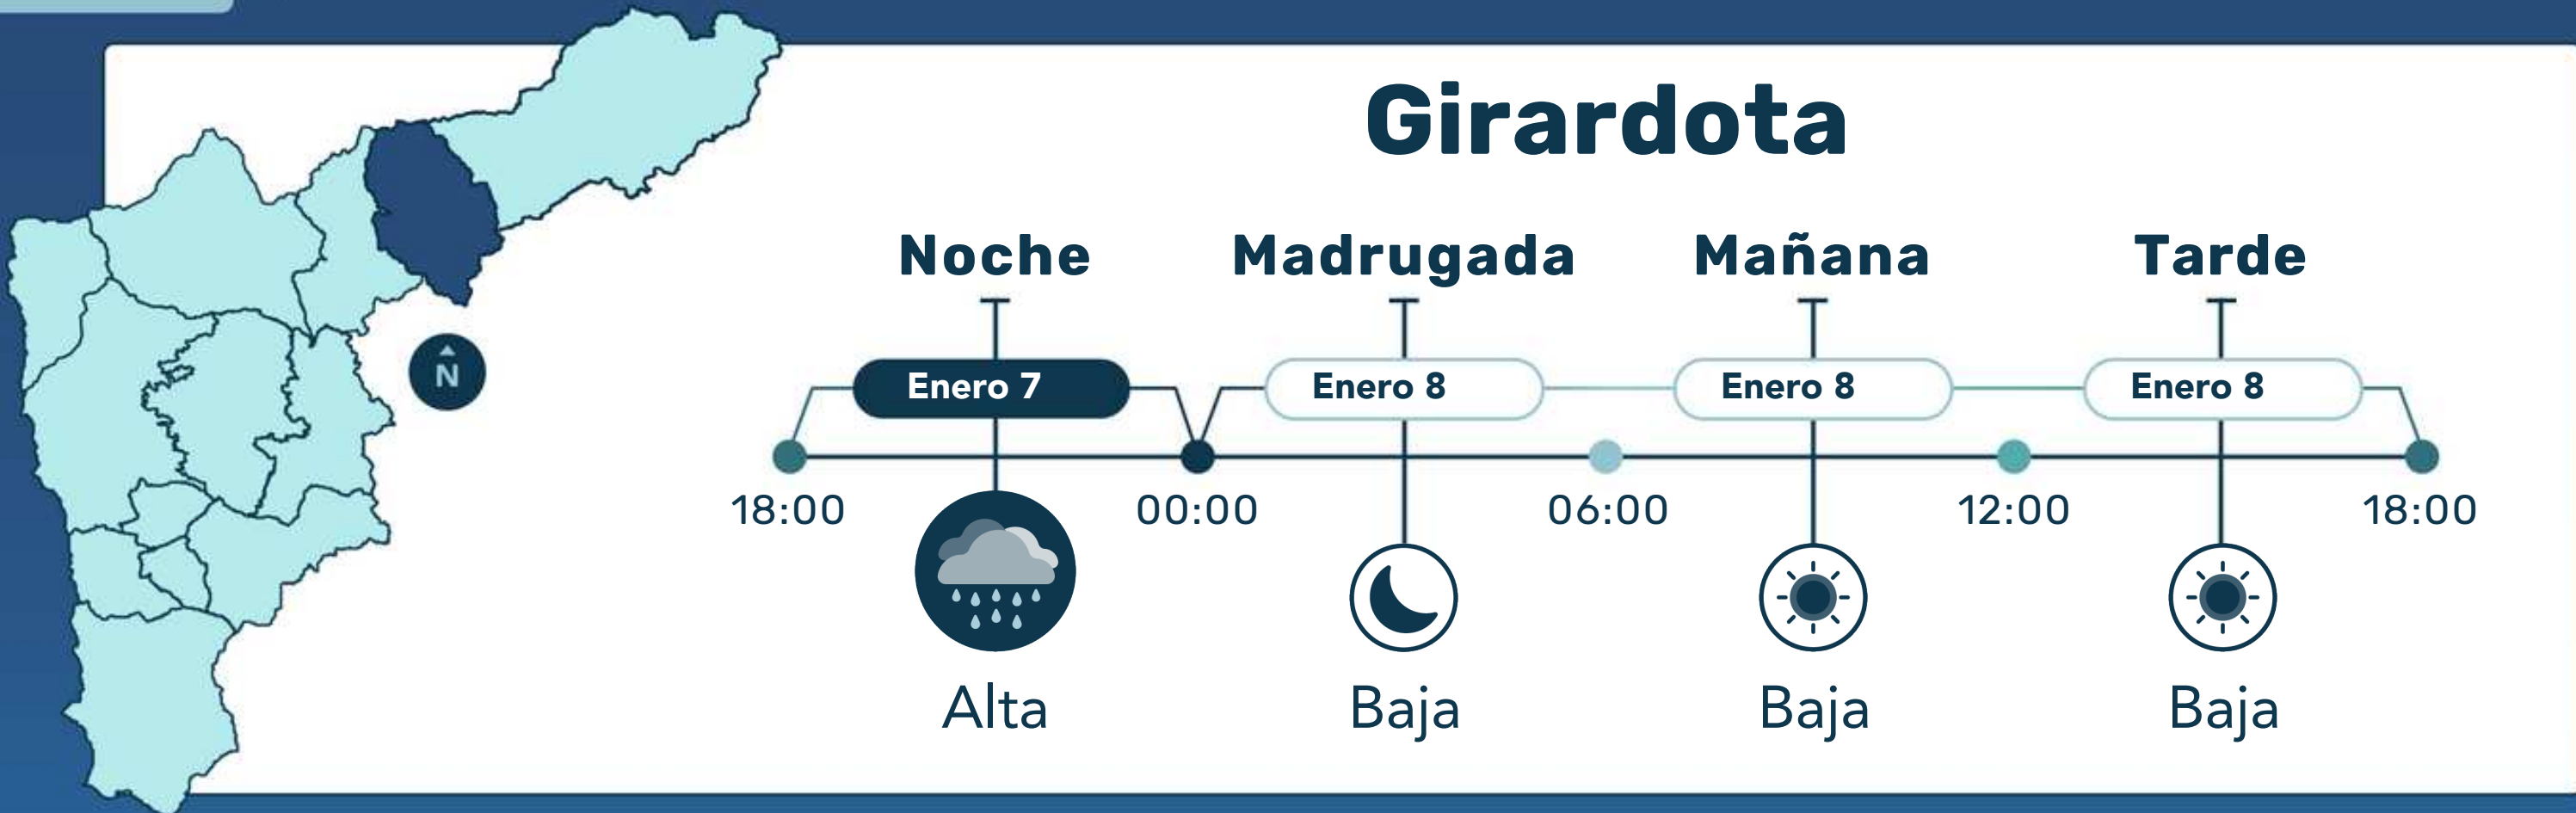 Girardota
Noche Madrugada Mañana Tarde
Enero 7 Enero 8 Enero 8 Enero 8
N
18:00 00:00 06:00 12:00 18:00
Alta Baja Baja Baja